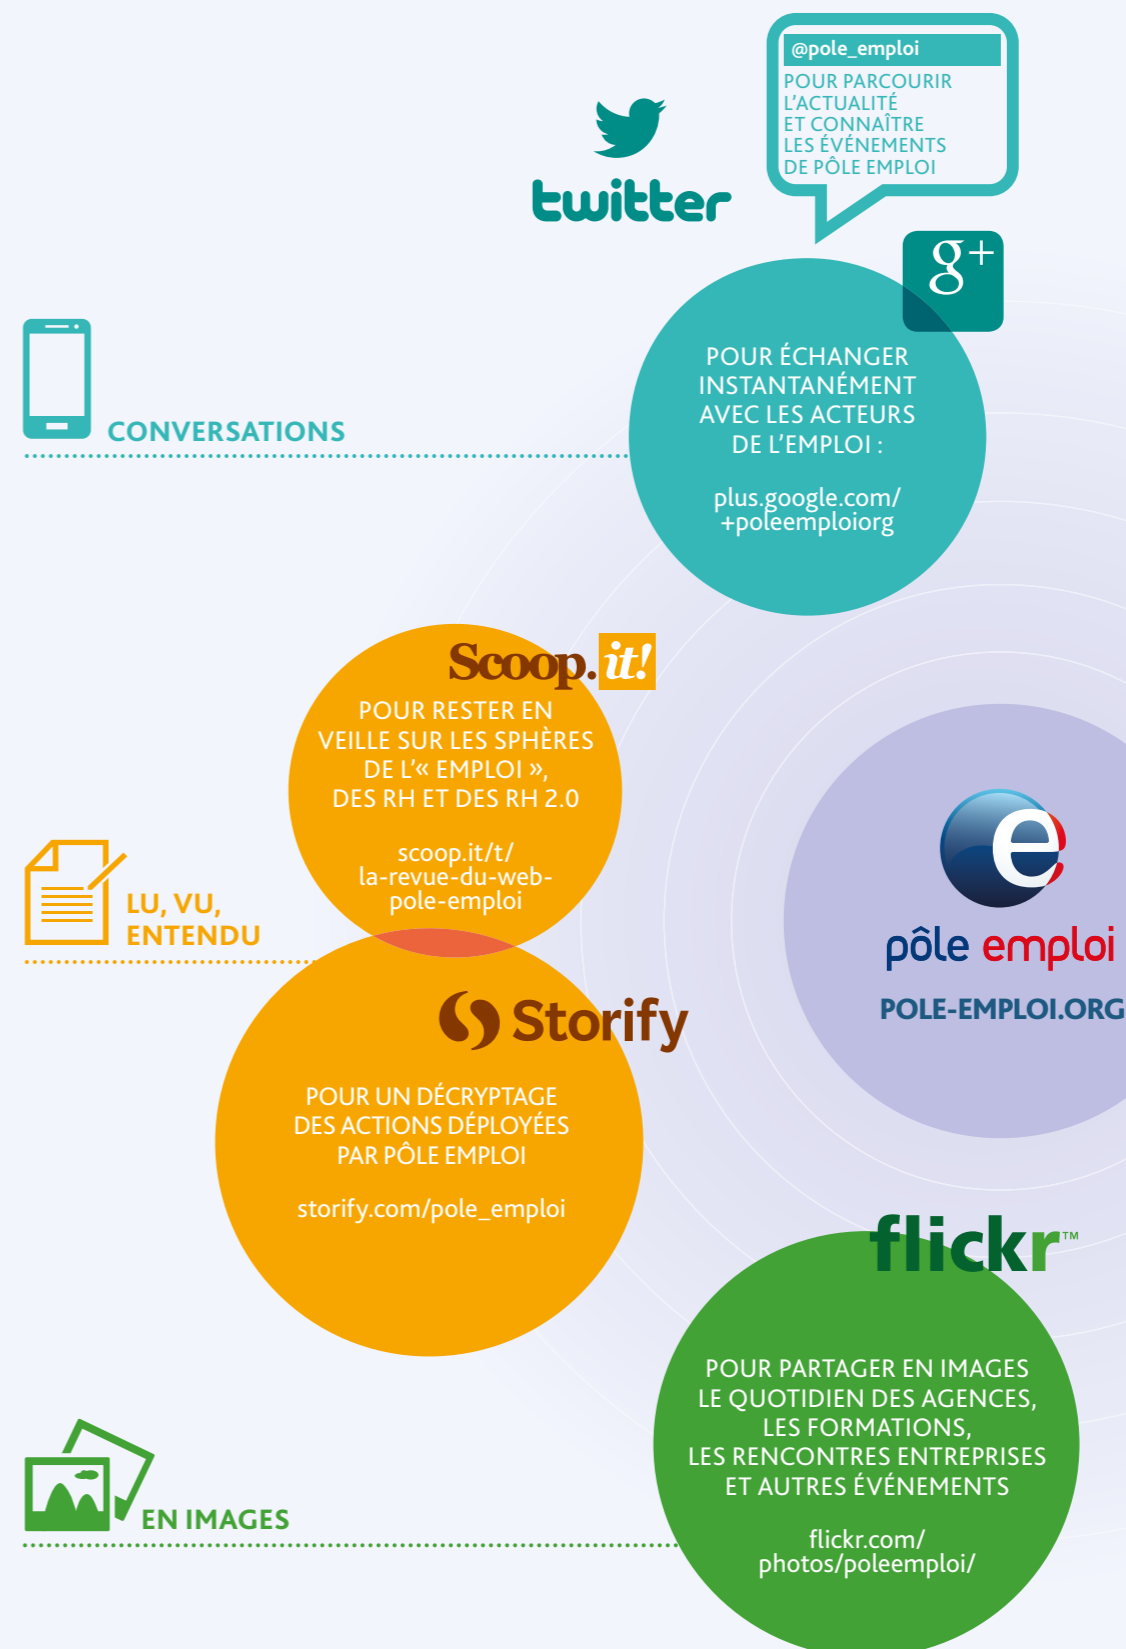 @pole_emploi
POUR PARCOURIR
L'ACTUALITÉ
ET CONNAÎTRE
LES ÉVÉNEMENTS
DE PÔLE EMPLOI
twitter
g+
POUR ÉCHANGER
INSTANTANÉMENT
AVEC LES ACTEURS
DE L'EMPLOI :
plus.google.com/
+poleemploiorg
CONVERSATIONS
Scoop.it!
POUR RESTER EN
VEILLE SUR LES SPHÈRES
DE L'« EMPLOI »,
DES RH ET DES RH 2.0
scoop.it/t/
la-revue-du-web-
pole-emploi
LU, VU,
ENTENDU
Storify
POUR UN DÉCRYPTAGE
DES ACTIONS DÉPLOYÉES
PAR PÔLE EMPLOI
storify.com/pole_emploi
e
pôle emploi
POLE-EMPLOI.ORG
flickr™
POUR PARTAGER EN IMAGES
LE QUOTIDIEN DES AGENCES,
LES FORMATIONS,
LES RENCONTRES ENTREPRISES
ET AUTRES ÉVÉNEMENTS
flickr.com/
photos/poleemploi/
EN IMAGES